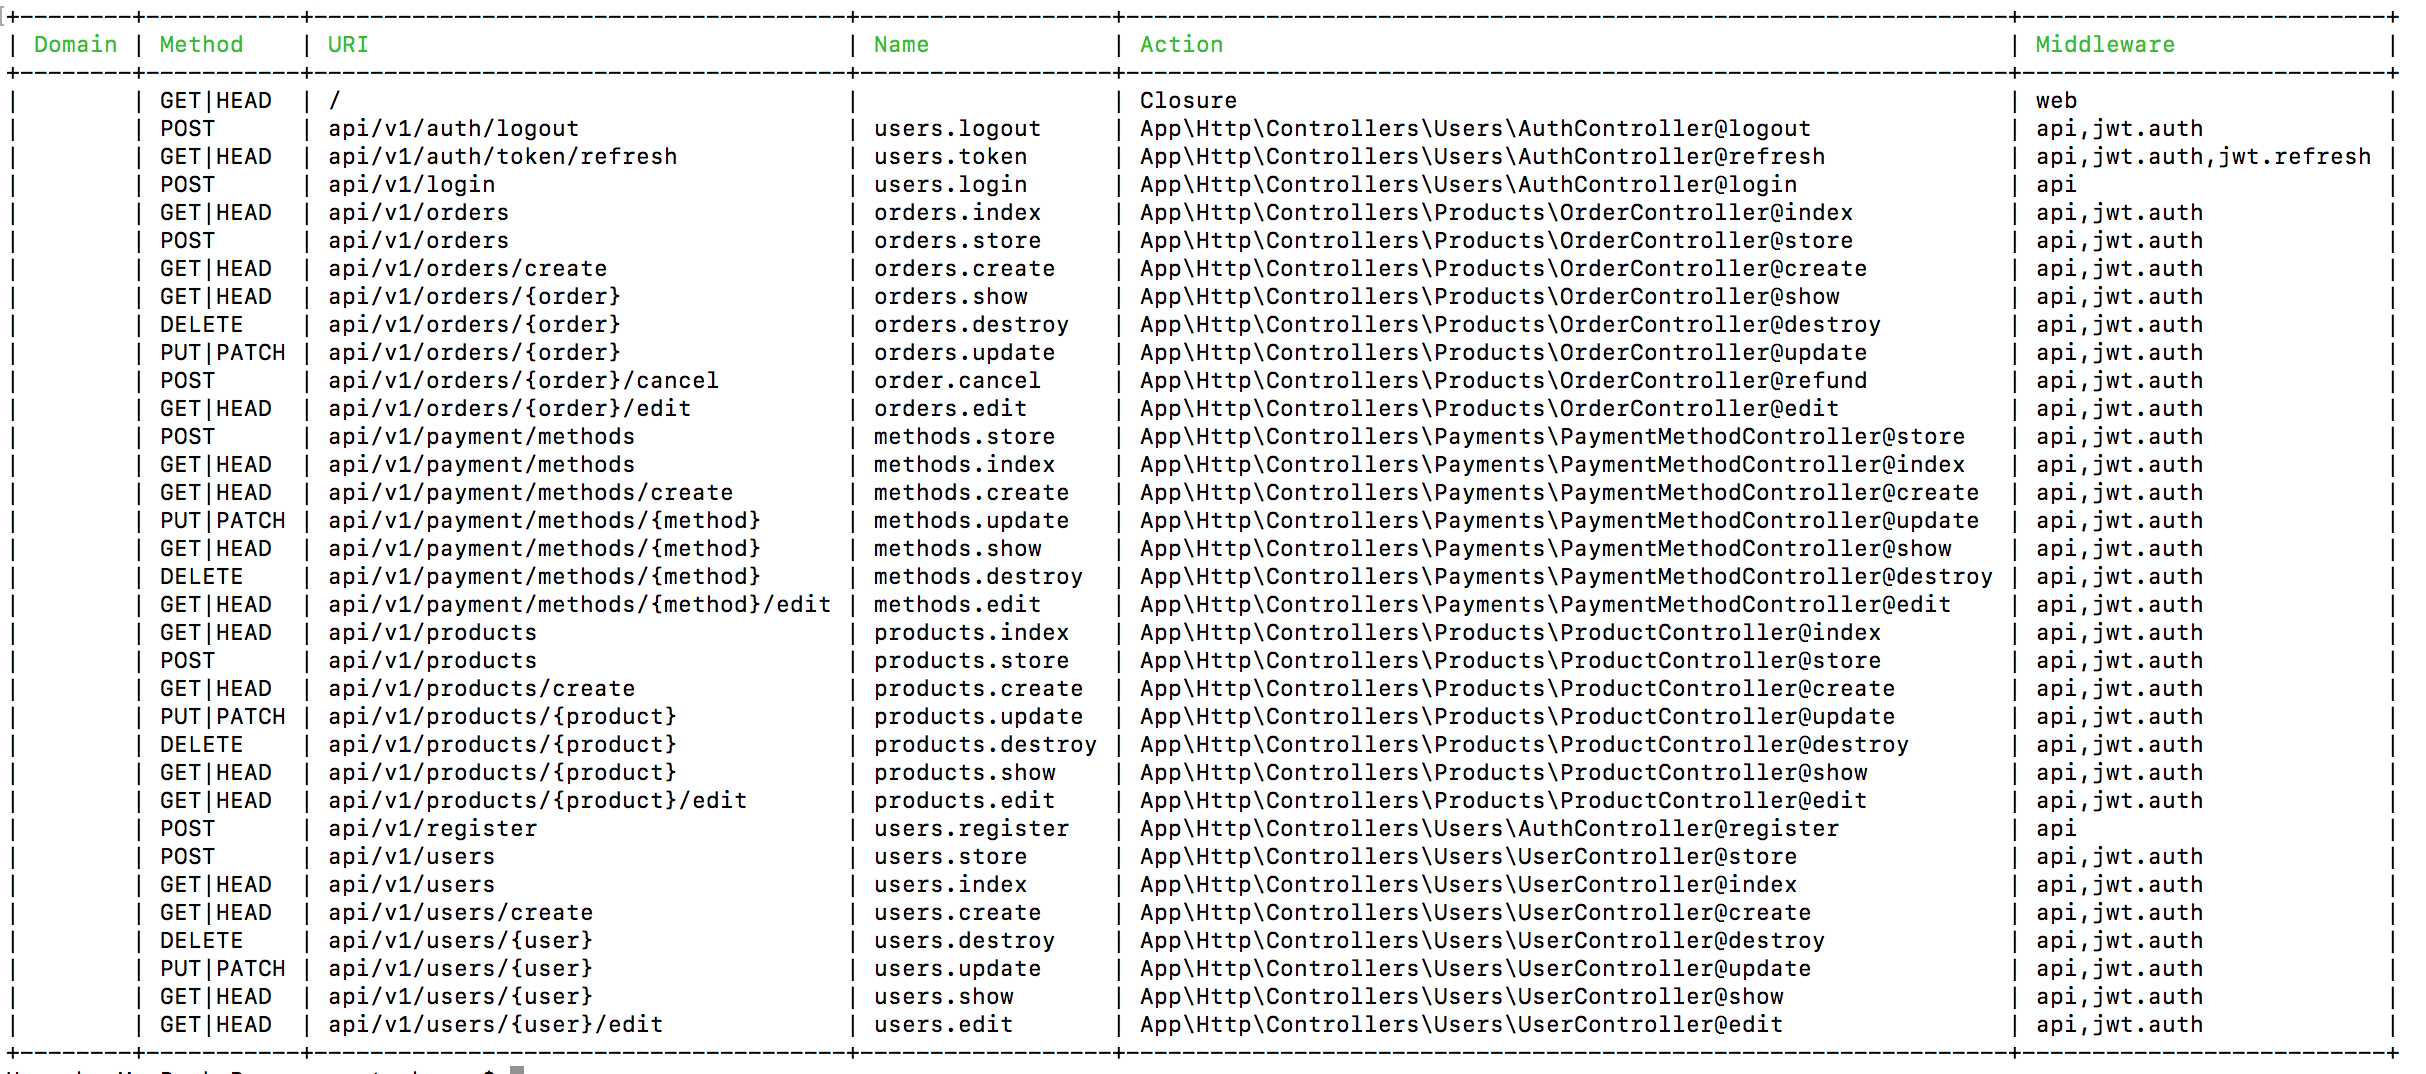 | Domain | Method | URI | Name | Action | Middleware |
| | GET|HEAD | / | | Closure | web |
| | POST | api/v1/auth/logout | users.logout | App\Http\Controllers\Users\AuthController@logout | api,jwt.auth |
| | GET|HEAD | api/v1/auth/token/refresh | users.token | App\Http\Controllers\Users\AuthController@refresh | api,jwt.auth,jwt.refresh |
| | POST | api/v1/login | users.login | App\Http\Controllers\Users\AuthController@login | api |
| | GET|HEAD | api/v1/orders | orders.index | App\Http\Controllers\Products\OrderController@index | api,jwt.auth |
| | POST | api/v1/orders | orders.store | App\Http\Controllers\Products\OrderController@store | api,jwt.auth |
| | GET|HEAD | api/v1/orders/create | orders.create | App\Http\Controllers\Products\OrderController@create | api,jwt.auth |
| | GET|HEAD | api/v1/orders/{order} | orders.show | App\Http\Controllers\Products\OrderController@show | api,jwt.auth |
| | DELETE | api/v1/orders/{order} | orders.destroy | App\Http\Controllers\Products\OrderController@destroy | api,jwt.auth |
| | PUT|PATCH | api/v1/orders/{order} | orders.update | App\Http\Controllers\Products\OrderController@update | api,jwt.auth |
| | POST | api/v1/orders/{order}/cancel | order.cancel | App\Http\Controllers\Products\OrderController@refund | api,jwt.auth |
| | GET|HEAD | api/v1/orders/{order}/edit | orders.edit | App\Http\Controllers\Products\OrderController@edit | api,jwt.auth |
| | POST | api/v1/payment/methods | methods.store | App\Http\Controllers\Payments\PaymentMethodController@store | api,jwt.auth |
| | GET|HEAD | api/v1/payment/methods | methods.index | App\Http\Controllers\Payments\PaymentMethodController@index | api,jwt.auth |
| | GET|HEAD | api/v1/payment/methods/create | methods.create | App\Http\Controllers\Payments\PaymentMethodController@create | api,jwt.auth |
| | PUT|PATCH | api/v1/payment/methods/{method} | methods.update | App\Http\Controllers\Payments\PaymentMethodController@update | api,jwt.auth |
| | GET|HEAD | api/v1/payment/methods/{method} | methods.show | App\Http\Controllers\Payments\PaymentMethodController@show | api,jwt.auth |
| | DELETE | api/v1/payment/methods/{method} | methods.destroy | App\Http\Controllers\Payments\PaymentMethodController@destroy | api,jwt.auth |
| | GET|HEAD | api/v1/payment/methods/{method}/edit | methods.edit | App\Http\Controllers\Payments\PaymentMethodController@edit | api,jwt.auth |
| | GET|HEAD | api/v1/products | products.index | App\Http\Controllers\Products\ProductController@index | api,jwt.auth |
| | POST | api/v1/products | products.store | App\Http\Controllers\Products\ProductController@store | api,jwt.auth |
| | GET|HEAD | api/v1/products/create | products.create | App\Http\Controllers\Products\ProductController@create | api,jwt.auth |
| | PUT|PATCH | api/v1/products/{product} | products.update | App\Http\Controllers\Products\ProductController@update | api,jwt.auth |
| | DELETE | api/v1/products/{product} | products.destroy | App\Http\Controllers\Products\ProductController@destroy | api,jwt.auth |
| | GET|HEAD | api/v1/products/{product} | products.show | App\Http\Controllers\Products\ProductController@show | api,jwt.auth |
| | GET|HEAD | api/v1/products/{product}/edit | products.edit | App\Http\Controllers\Products\ProductController@edit | api,jwt.auth |
| | POST | api/v1/register | users.register | App\Http\Controllers\Users\AuthController@register | api |
| | POST | api/v1/users | users.store | App\Http\Controllers\Users\UserController@store | api,jwt.auth |
| | GET|HEAD | api/v1/users | users.index | App\Http\Controllers\Users\UserController@index | api,jwt.auth |
| | GET|HEAD | api/v1/users/create | users.create | App\Http\Controllers\Users\UserController@create | api,jwt.auth |
| | DELETE | api/v1/users/{user} | users.destroy | App\Http\Controllers\Users\UserController@destroy | api,jwt.auth |
| | PUT|PATCH | api/v1/users/{user} | users.update | App\Http\Controllers\Users\UserController@update | api,jwt.auth |
| | GET|HEAD | api/v1/users/{user} | users.show | App\Http\Controllers\Users\UserController@show | api,jwt.auth |
| | GET|HEAD | api/v1/users/{user}/edit | users.edit | App\Http\Controllers\Users\UserController@edit | api,jwt.auth |